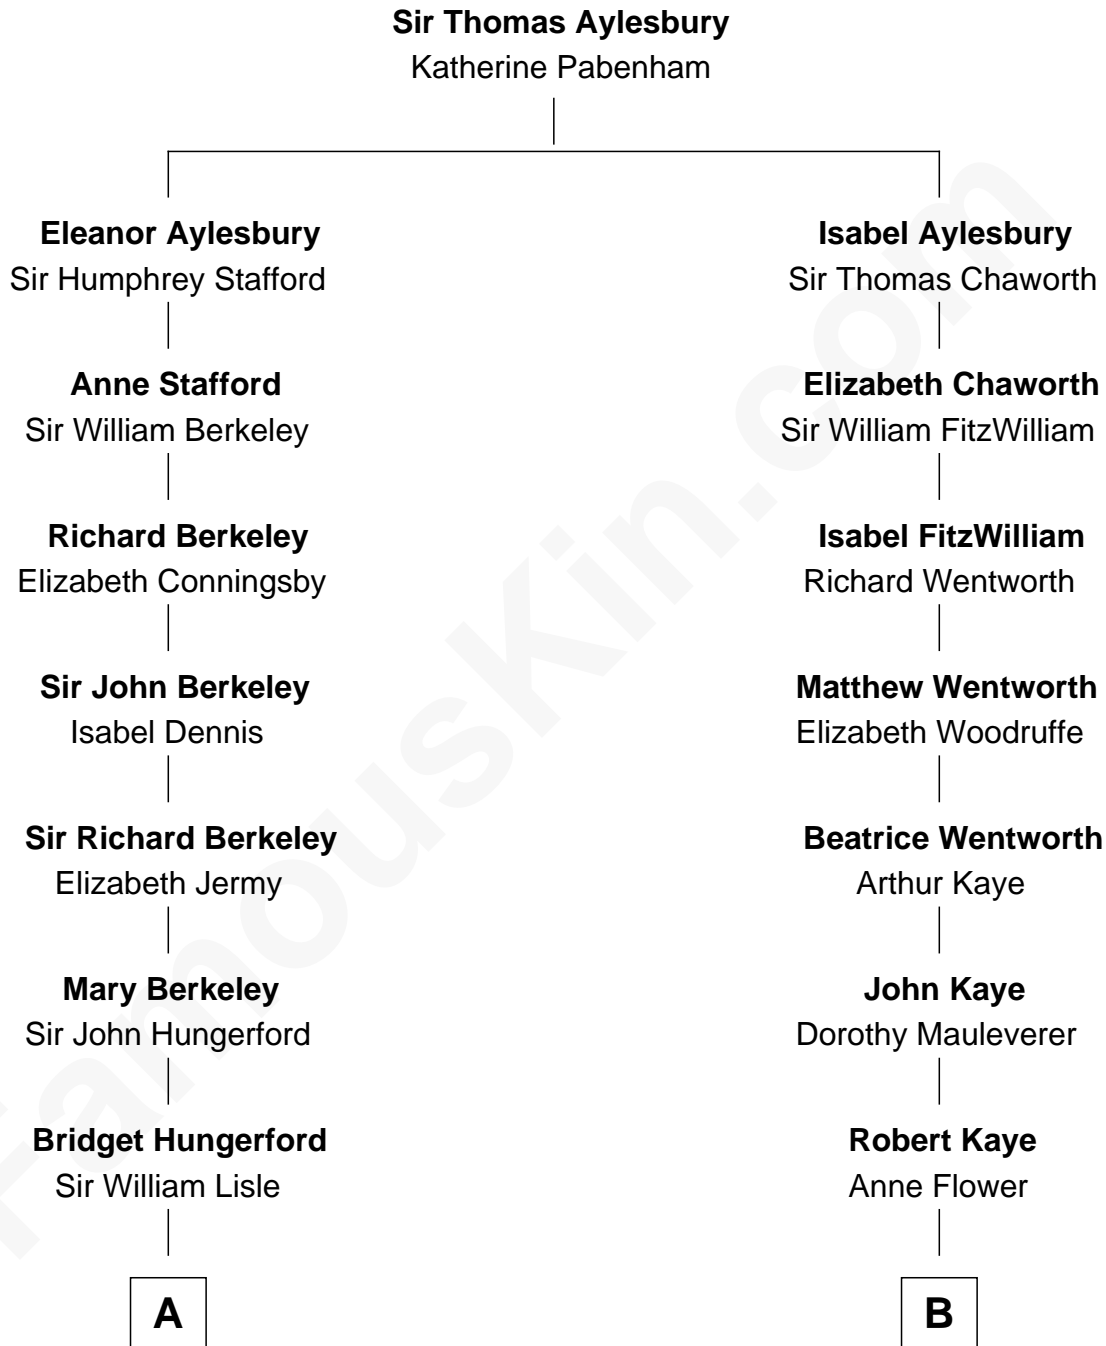 Sir Thomas Aylesbury
Katherine Pabenham
Eleanor Aylesbury
Sir Humphrey Stafford
Anne Stafford
Sir William Berkeley
Richard Berkeley
Elizabeth Conningsby
Sir John Berkeley
Isabel Dennis
Sir Richard Berkeley
Elizabeth Jermy
Mary Berkeley
Sir John Hungerford
Bridget Hungerford
Sir William Lisle
A
Isabel Aylesbury
Sir Thomas Chaworth
Elizabeth Chaworth
Sir William FitzWilliam
Isabel FitzWilliam
Richard Wentworth
Matthew Wentworth
Elizabeth Woodruffe
Beatrice Wentworth
Arthur Kaye
John Kaye
Dorothy Mauleverer
Robert Kaye
Anne Flower
B
FamousKin.com